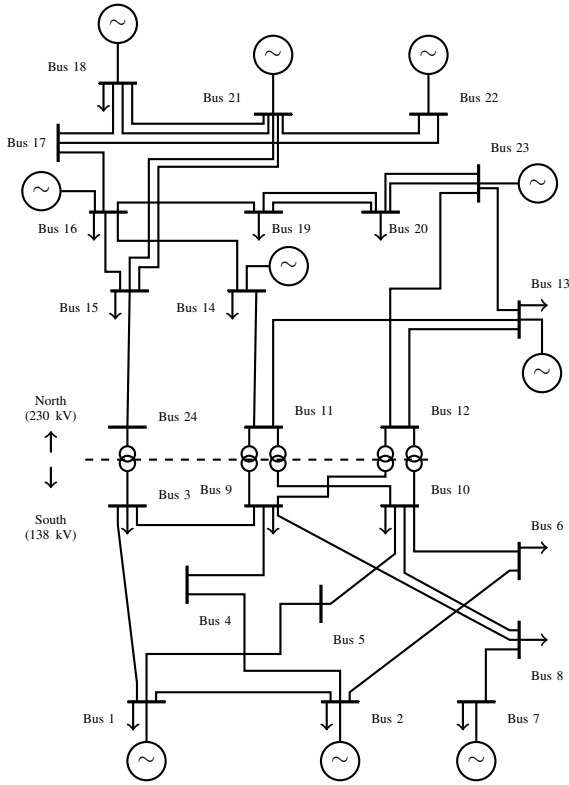 Bus 18
Bus 21
Bus 22
Bus 17
Bus 23
Bus 16
Bus 19
Bus 20
Bus 15
Bus 14
Bus 13
North
(230 kV)
Bus 24
Bus 11
Bus 12
Bus 3
Bus 9
Bus 10
South
(138 kV)
Bus 6
Bus 4
Bus 5
Bus 8
Bus 1
Bus 2
Bus 7